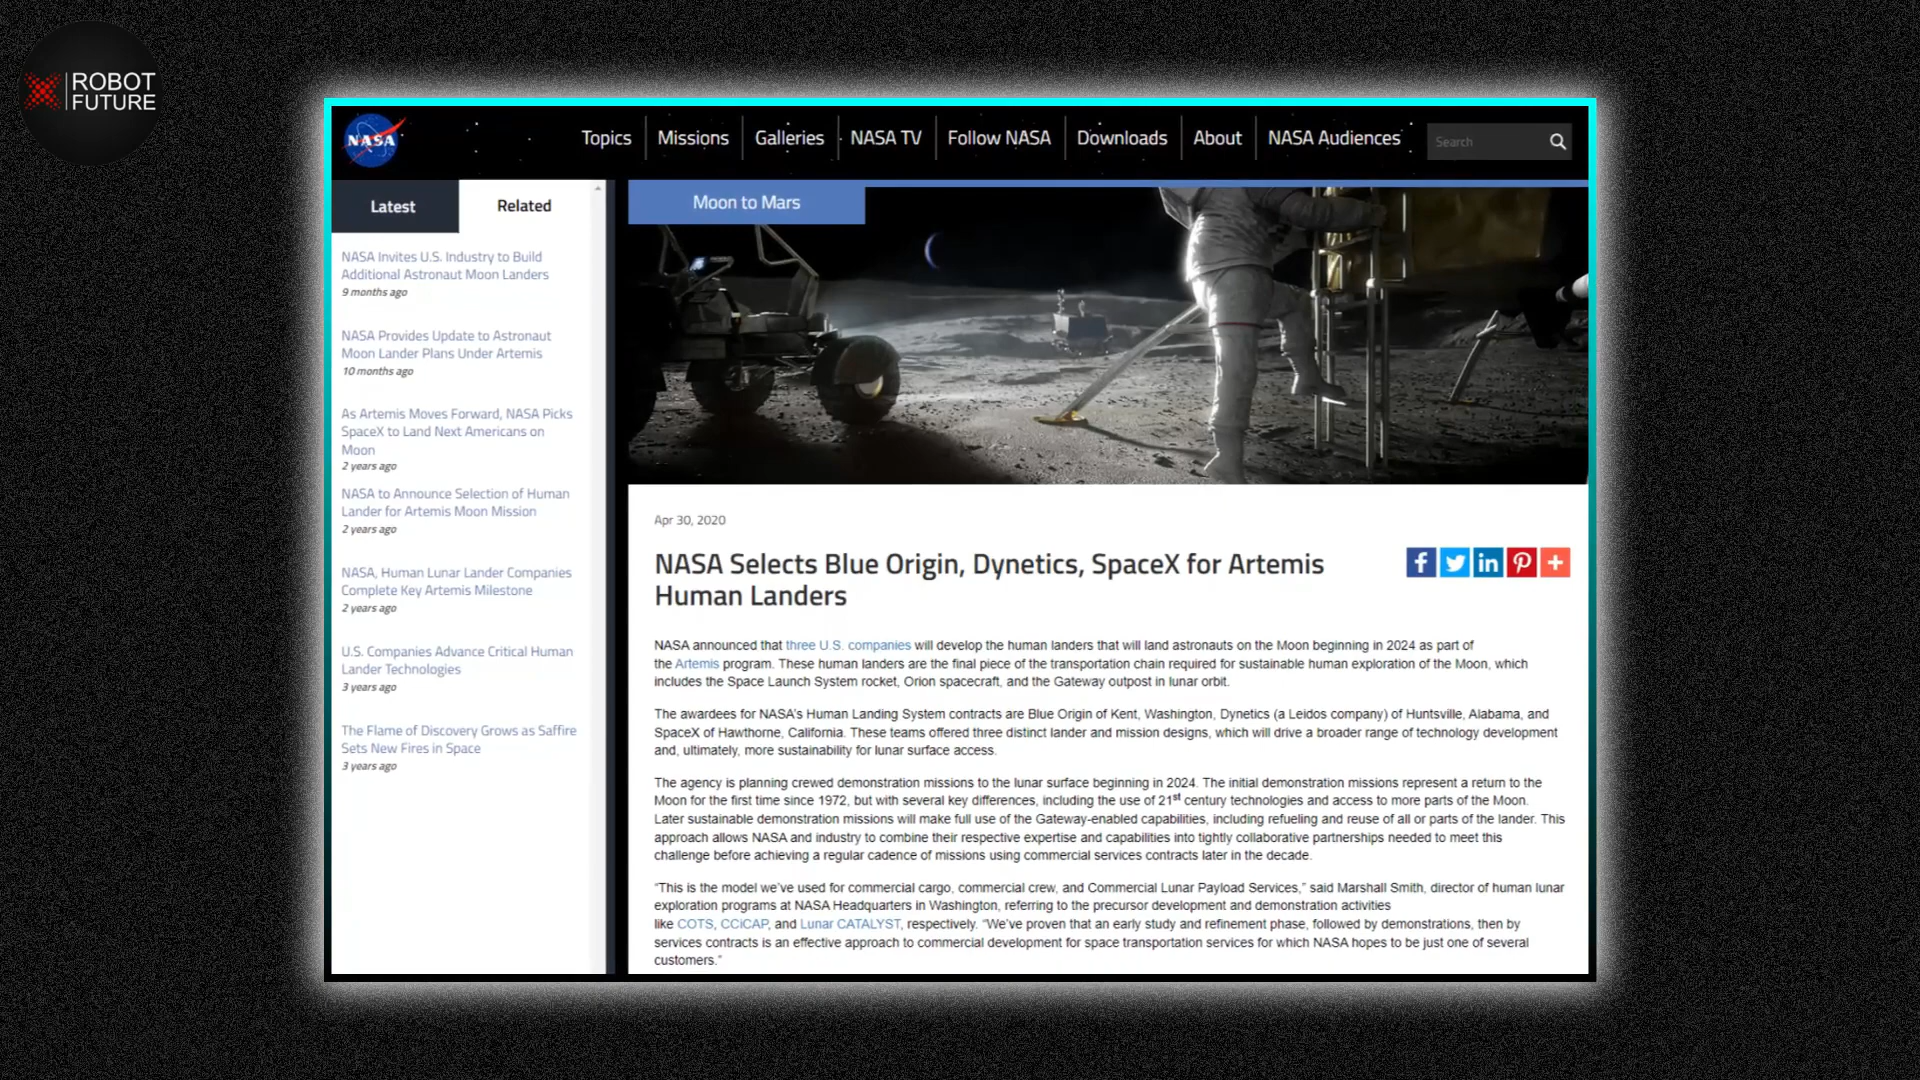 ROBOT
FUTURE
NASA
Topics
Missions
Galleries
NASA TV
Follow NASA
Downloads
About
NASA Audiences
Search
Latest
Related
NASA Invites U.S. Industry to Build
Additional Astronaut Moon Landers
9 months ago
NASA Provides Update to Astronaut
Moon Lander Plans Under Artemis
10 months ago
As Artemis Moves Forward, NASA Picks
SpaceX to Land Next Americans on
Moon
2 years ago
NASA to Announce Selection of Human
Lander for Artemis Moon Mission
2 years ago
NASA, Human Lunar Lander Companies
Complete Key Artemis Milestone
2 years ago
U.S. Companies Advance Critical Human
Lander Technologies
3 years ago
The Flame of Discovery Grows as Saffire
Sets New Fires in Space
3 years ago
Moon to Mars
Apr 30, 2020
NASA Selects Blue Origin, Dynetics, SpaceX for Artemis
Human Landers
NASA announced that three U.S. companies will develop the human landers that will land astronauts on the Moon beginning in 2024 as part of
the Artemis program. These human landers are the final piece of the transportation chain required for sustainable human exploration of the Moon, which
includes the Space Launch System rocket, Orion spacecraft, and the Gateway outpost in lunar orbit.
The awardees for NASA's Human Landing System contracts are Blue Origin of Kent, Washington, Dynetics (a Leidos company) of Huntsville, Alabama, and
SpaceX of Hawthorne, California. These teams offered three distinct lander and mission designs, which will drive a broader range of technology development
and, ultimately, more sustainability for lunar surface access.
The agency is planning crewed demonstration missions to the lunar surface beginning in 2024. The initial demonstration missions represent a return to the
Moon for the first time since 1972, but with several key differences, including the use of 21st century technologies and access to more parts of the Moon.
Later sustainable demonstration missions will make full use of the Gateway-enabled capabilities, including refueling and reuse of all or parts of the lander. This
approach allows NASA and industry to combine their respective expertise and capabilities into tightly collaborative partnerships needed to meet this
challenge before achieving a regular cadence of missions using commercial services contracts later in the decade.
"This is the model we've used for commercial cargo, commercial crew, and Commercial Lunar Payload Services," said Marshall Smith, director of human lunar
exploration programs at NASA Headquarters in Washington, referring to the precursor development and demonstration activities
like COTS, CCiCAP, and Lunar CATALYST, respectively. "We've proven that an early study and refinement phase, followed by demonstrations, then by
services contracts is an effective approach to commercial development for space transportation services for which NASA hopes to be just one of several
customers."